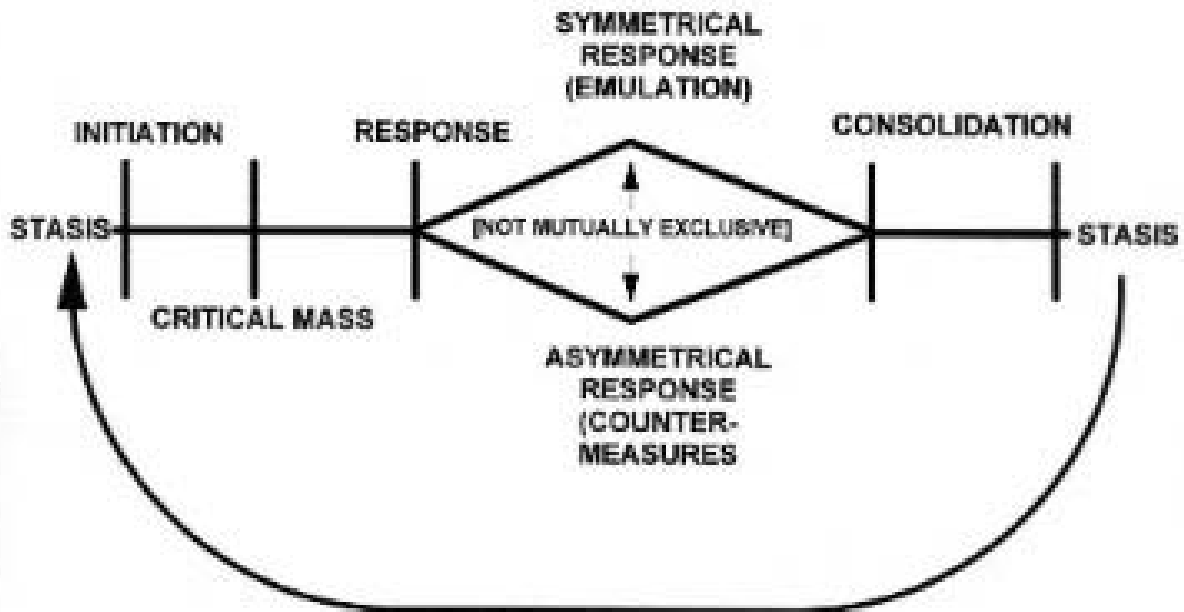 SYMMETRICAL
RESPONSE
(EMULATION)
INITIATION
RESPONSE
CONSOLIDATION
STASIS
[NOT MUTUALLY EXCLUSIVE]
STASIS
CRITICAL MASS
ASYMMETRICAL
RESPONSE
(COUNTER-
MEASURES